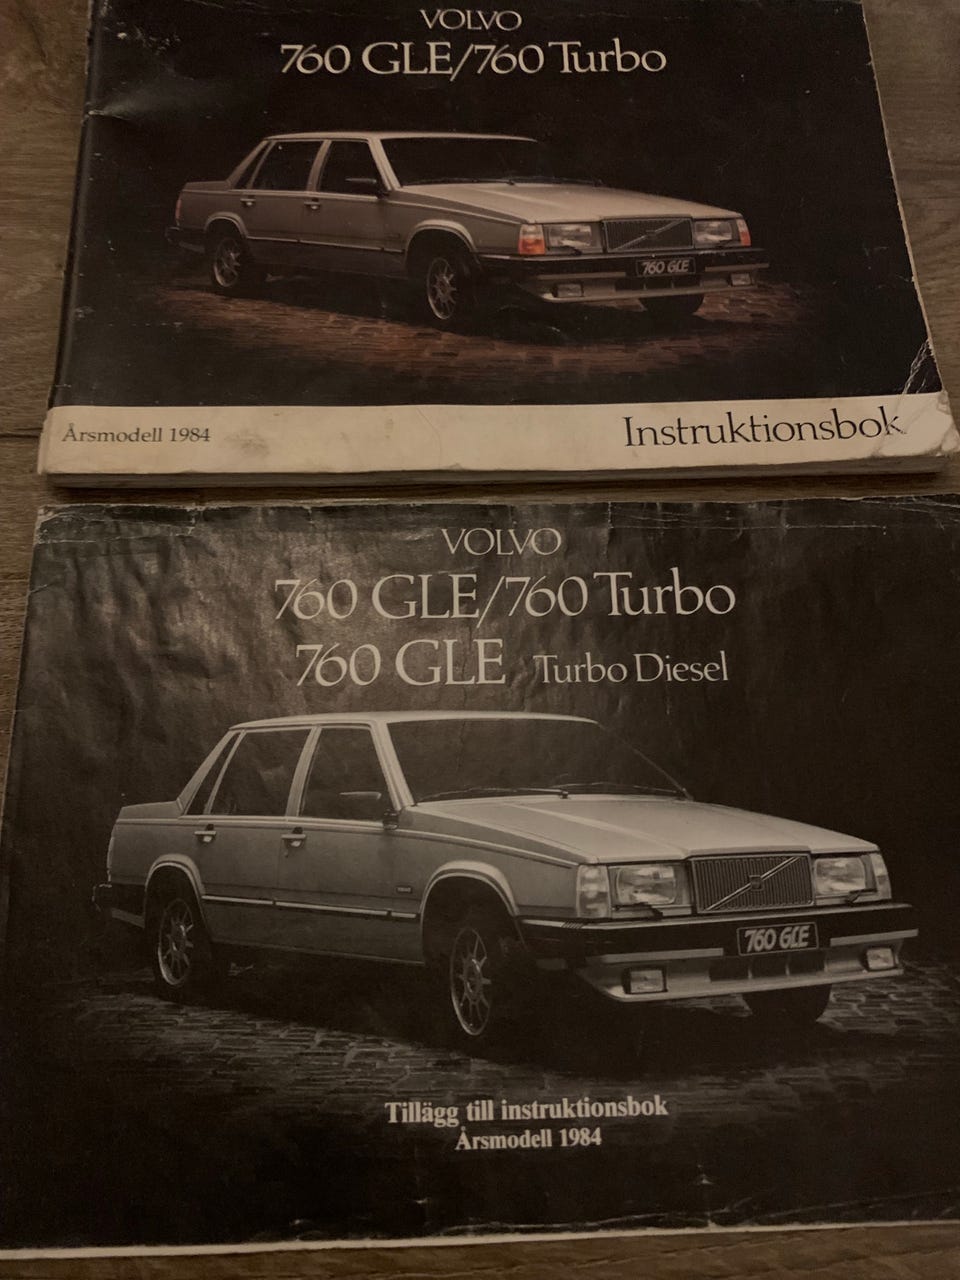 VOLVO
760 GLE/760 Turbo
760 GLE
Årsmodell 1984
Instruktionsbok
VOLVO
760 GLE/760 Turbo
760 GLE Turbo Diesel
760 GLE
Tillägg till instruktionsbok
Årsmodell 1984